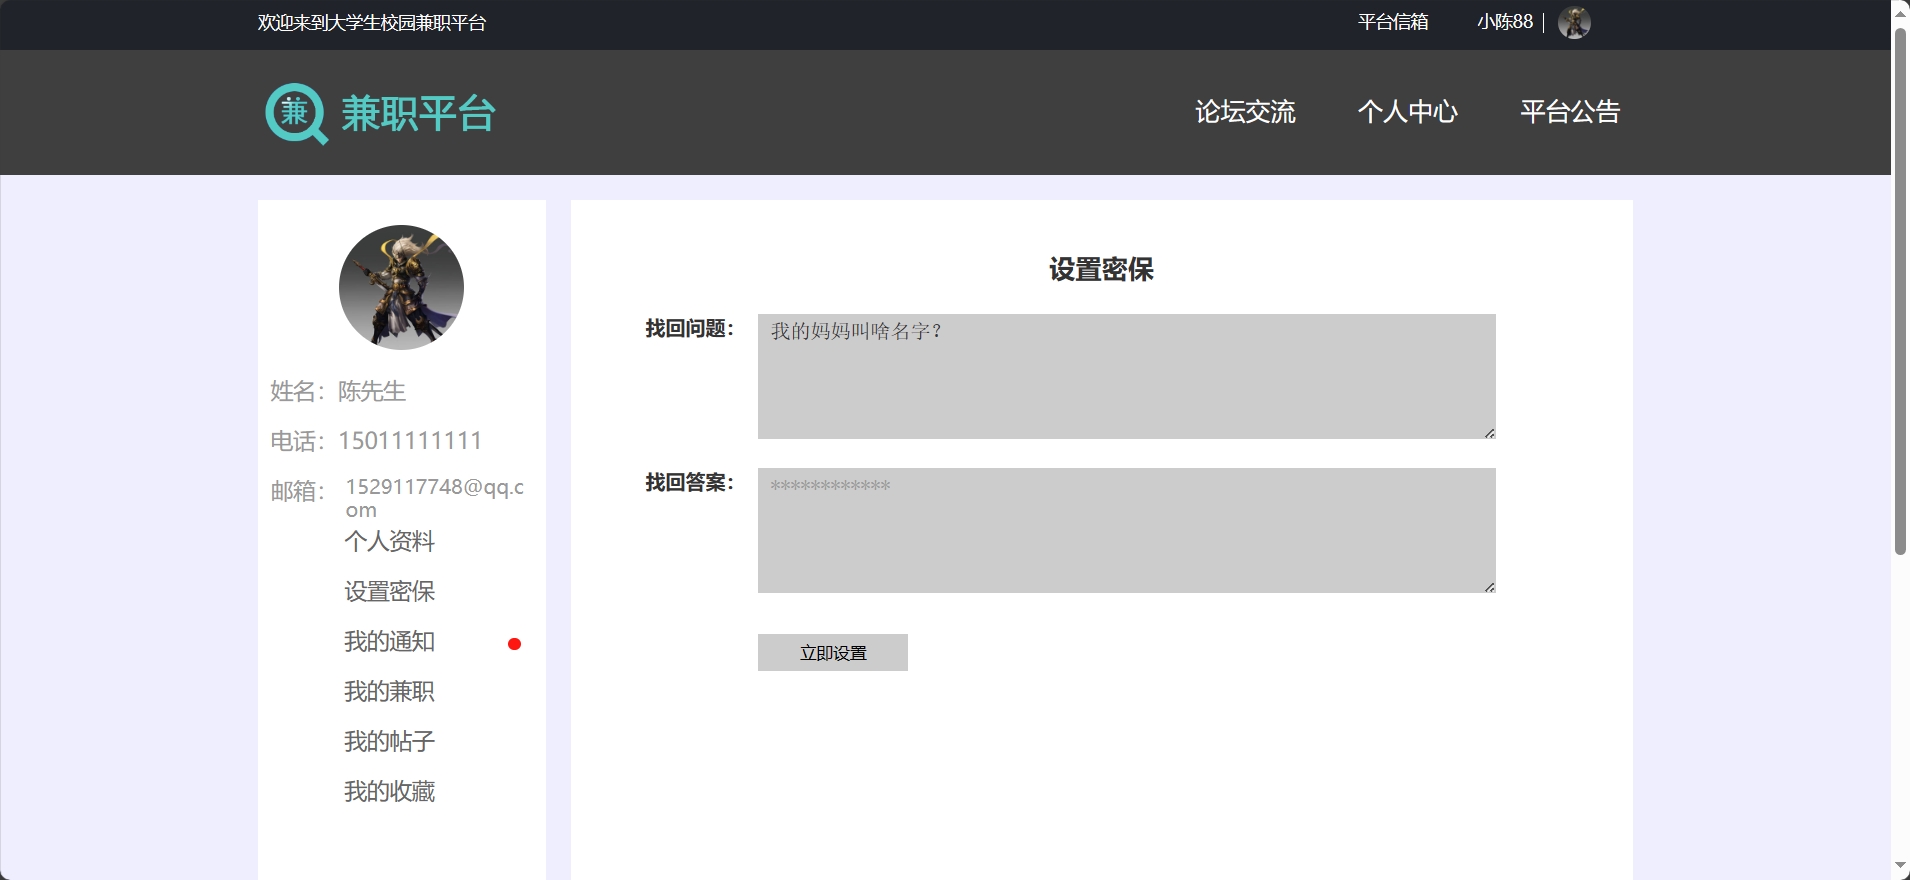 欢迎来到大学生校园兼职平台
平台信箱 小陈88
兼 兼职平台
论坛交流 个人中心 平台公告
姓名：陈先生
电话：15011111111
邮箱：1529117748@qq.c
om
个人资料
设置密保
我的通知
我的兼职
我的帖子
我的收藏
设置密保
找回问题： 我的妈妈叫啥名字？
找回答案： ************
立即设置